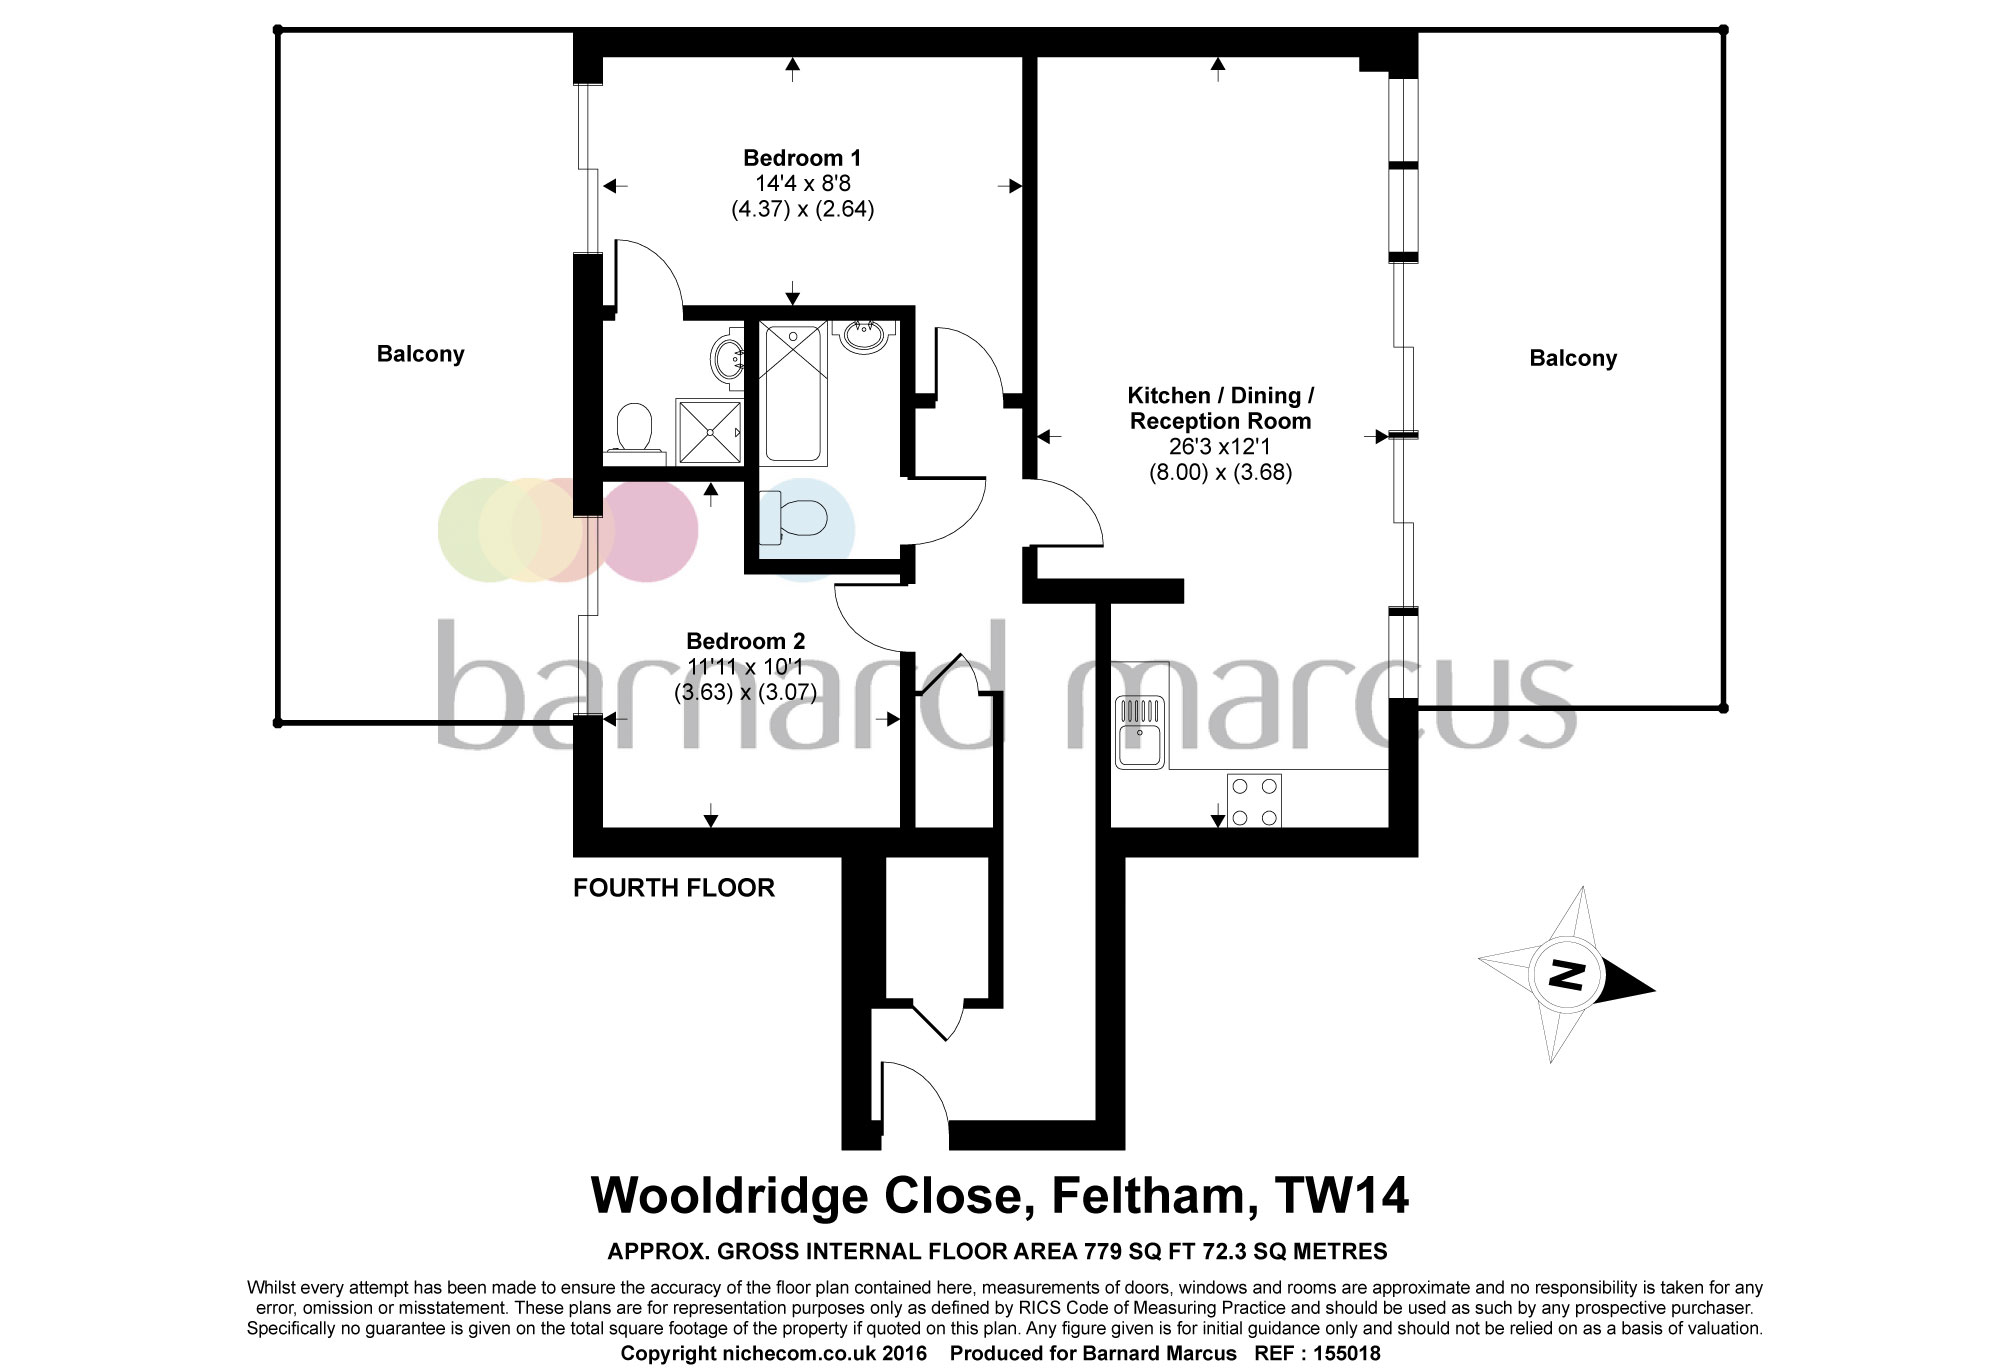 Bedroom 1
14'4 x 8'8
(4.37) x (2.64)
Balcony
Balcony
Kitchen / Dining /
Reception Room
26'3 x12'1
(8.00) x (3.68)
Bedroom 2
11'11 x 10'1
(3.63) x (3.07)
barnard marcus
FOURTH FLOOR
N
Wooldridge Close, Feltham, TW14
APPROX. GROSS INTERNAL FLOOR AREA 779 SQ FT 72.3 SQ METRES
Whilst every attempt has been made to ensure the accuracy of the floor plan contained here, measurements of doors, windows and rooms are approximate and no responsibility is taken for any
error, omission or misstatement. These plans are for representation purposes only as defined by RICS Code of Measuring Practice and should be used as such by any prospective purchaser.
Specifically no guarantee is given on the total square footage of the property if quoted on this plan. Any figure given is for initial guidance only and should not be relied on as a basis of valuation.
Copyright nichecom.co.uk 2016 Produced for Barnard Marcus REF : 155018